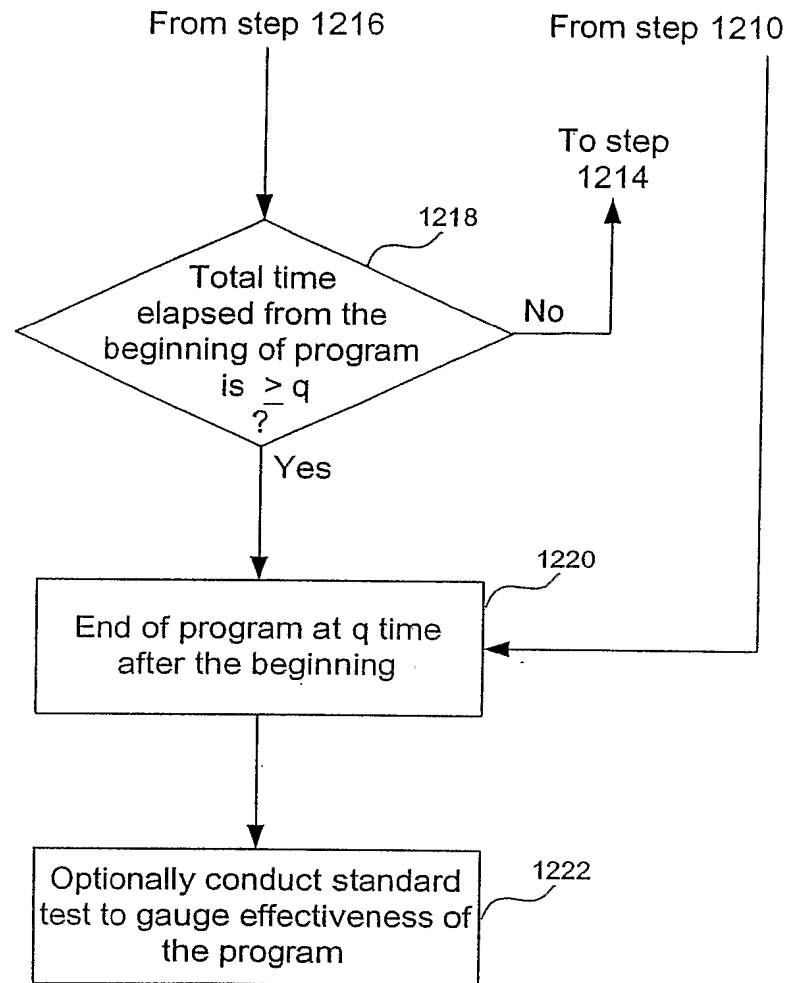 From step 1216
From step 1210
To step
1214
1218
Total time
elapsed from the
beginning of program
is ≥ q
?
No
Yes
1220
End of program at q time
after the beginning
1222
Optionally conduct standard
test to gauge effectiveness of
the program